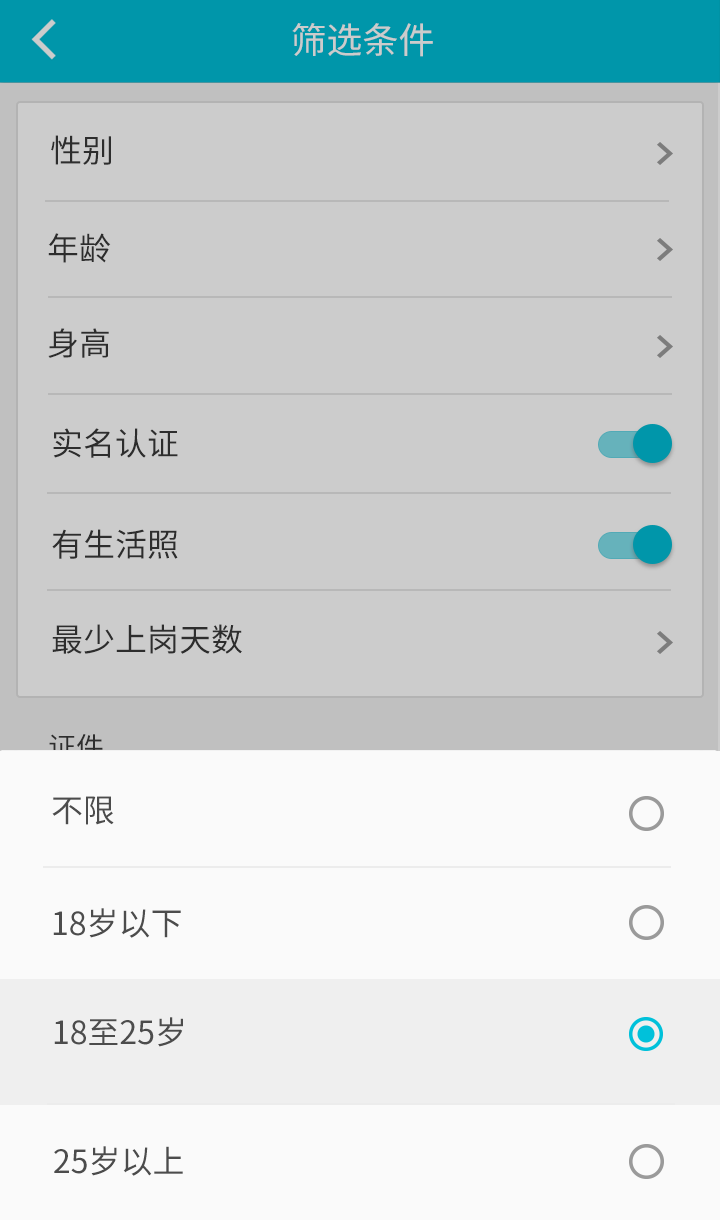 筛选条件
性别
年龄
身高
实名认证
有生活照
最少上岗天数
证件
不限
18岁以下
18至25岁
25岁以上